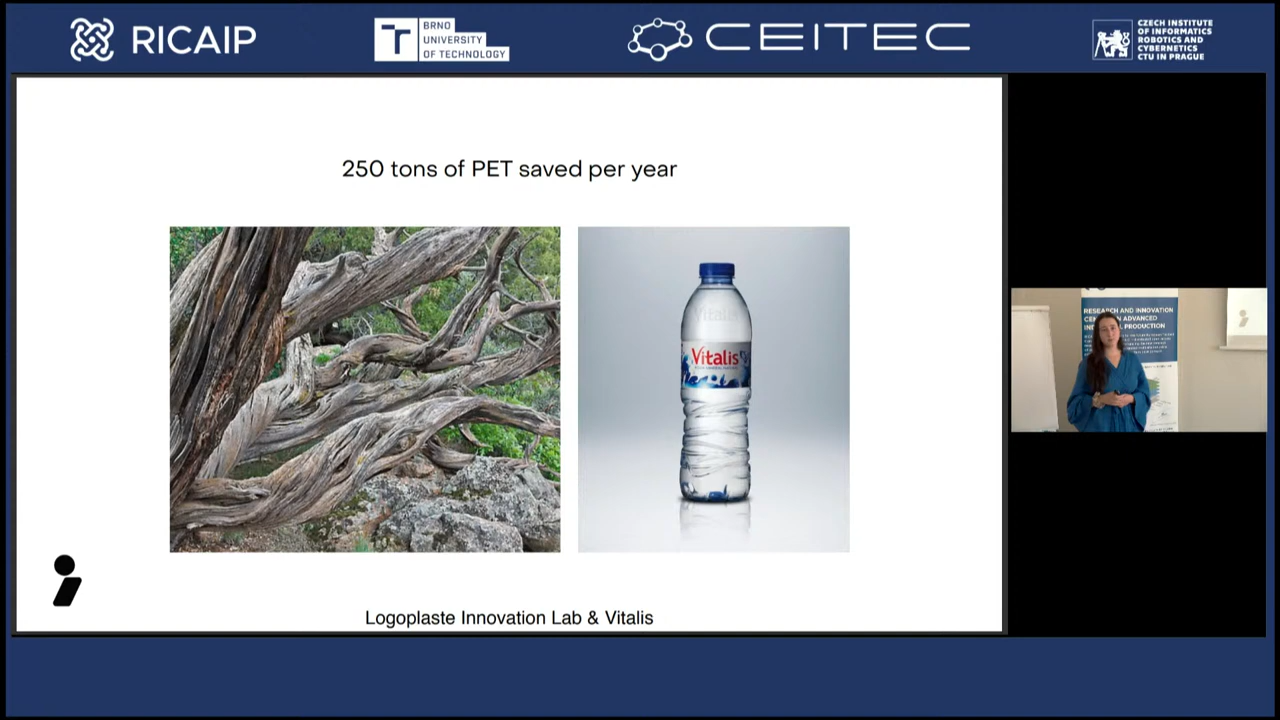 RICAIP
BRNO
UNIVERSITY
OF TECHNOLOGY
CEITEC
CZECH INSTITUTE
OF INFORMATICS
ROBOTICS AND
CYBERNETICS
CTU IN PRAGUE
250 tons of PET saved per year
Vitalis
Vitalis
Logoplaste Innovation Lab & Vitalis
RESEARCH AND INNOVATION